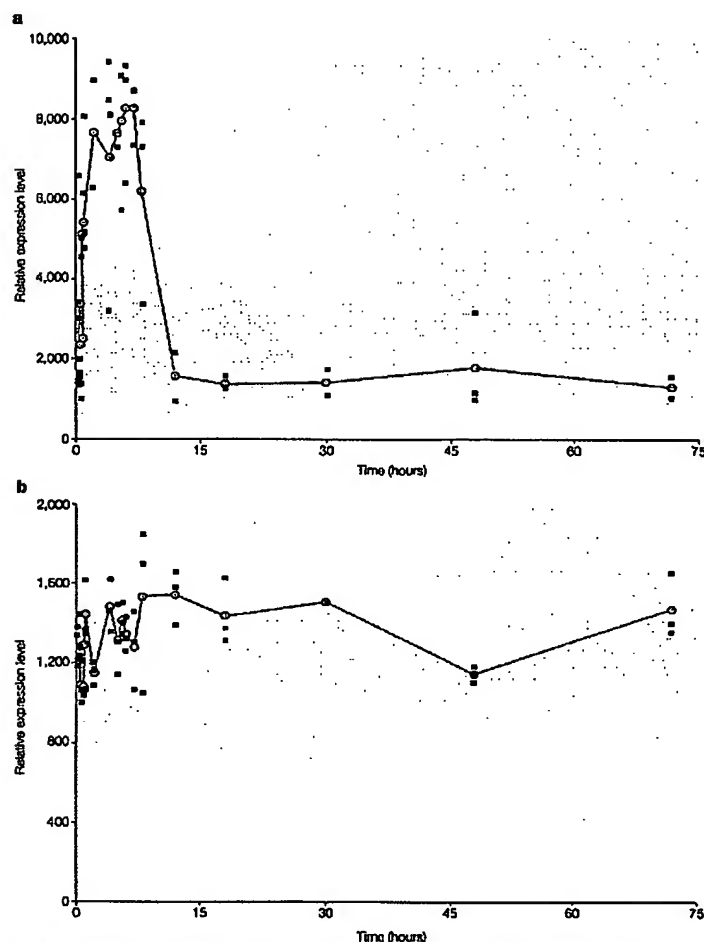 a
10,000
8,000
6,000
4,000
2,000
0
Relative expression level
0 15 30 45 60 75
Time (hours)
b
2,000
1,600
1,200
800
400
0
Relative expression level
0 15 30 45 60 75
Time (hours)